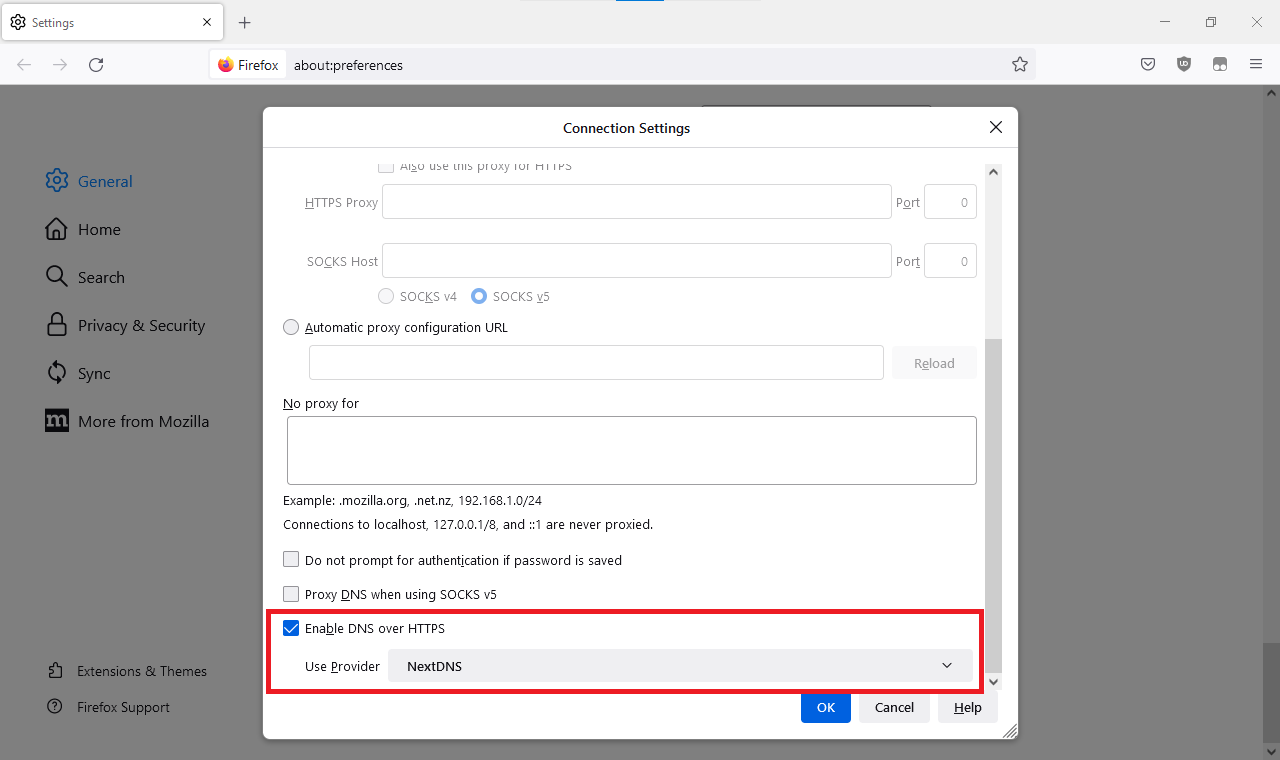 Settings
Firefox about:preferences
Connection Settings
General
Home
Search
Privacy & Security
Sync
More from Mozilla
Extensions & Themes
Firefox Support
Also use this proxy for HTTPS
HTTPS Proxy Port 0
SOCKS Host Port 0
SOCKS v4 SOCKS v5
Automatic proxy configuration URL
Reload
No proxy for
Example: .mozilla.org, .net.nz, 192.168.1.0/24
Connections to localhost, 127.0.0.1/8, and ::1 are never proxied.
Do not prompt for authentication if password is saved
Proxy DNS when using SOCKS v5
Enable DNS over HTTPS
Use Provider NextDNS
OK Cancel Help